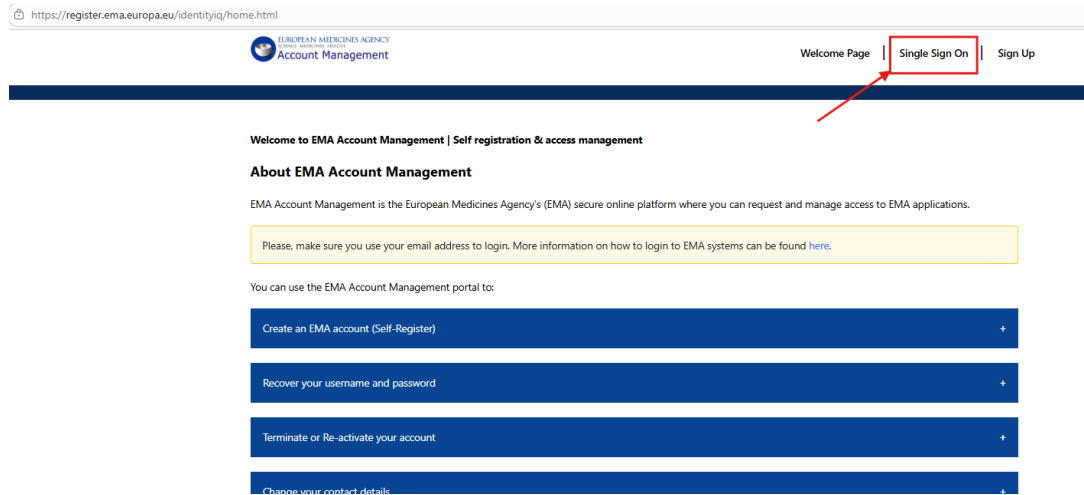 https://register.ema.europa.eu/identityiq/home.html
EUROPEAN MEDICINES AGENCY
SCIENCE MEDICINES HEALTH
Account Management
Welcome Page | Single Sign On | Sign Up
Welcome to EMA Account Management | Self registration & access management
About EMA Account Management
EMA Account Management is the European Medicines Agency's (EMA) secure online platform where you can request and manage access to EMA applications.
Please, make sure you use your email address to login. More information on how to login to EMA systems can be found here.
You can use the EMA Account Management portal to:
Create an EMA account (Self-Register) +
Recover your username and password +
Terminate or Re-activate your account +
Change your contact details +